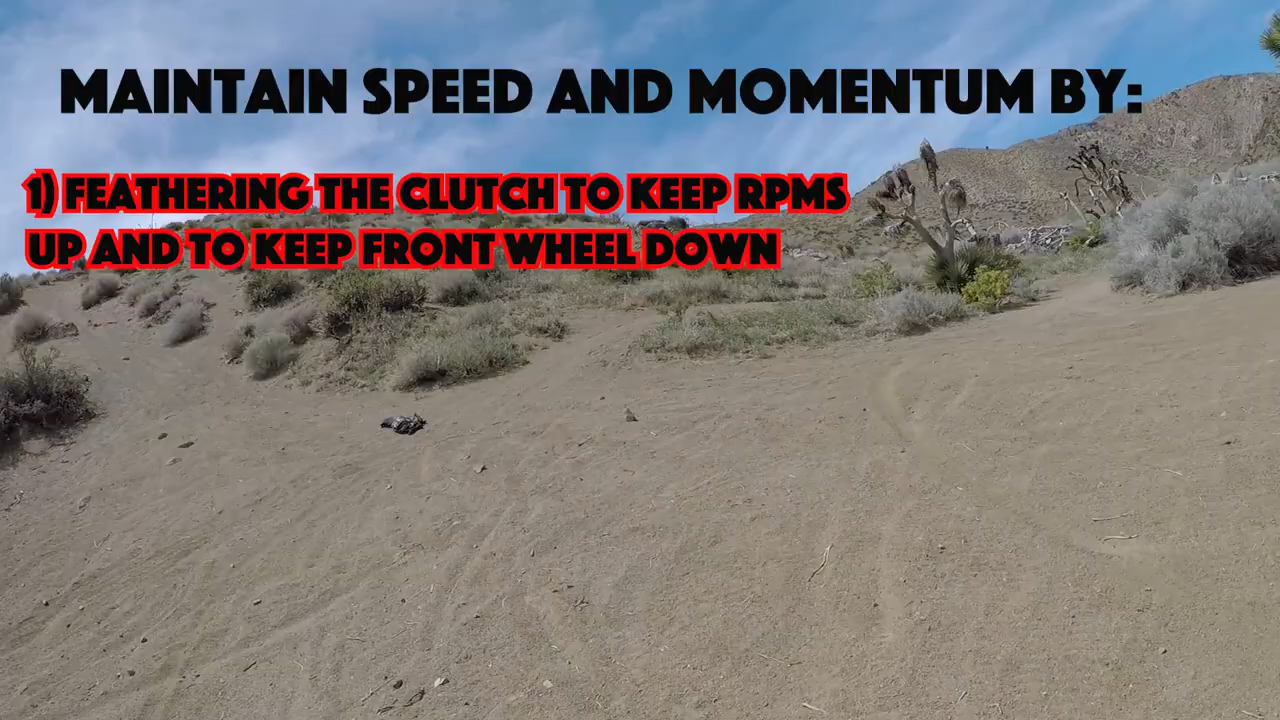 MAINTAIN SPEED AND MOMENTUM BY:
1) FEATHERING THE CLUTCH TO KEEP RPMS
UP AND TO KEEP FRONT WHEEL DOWN